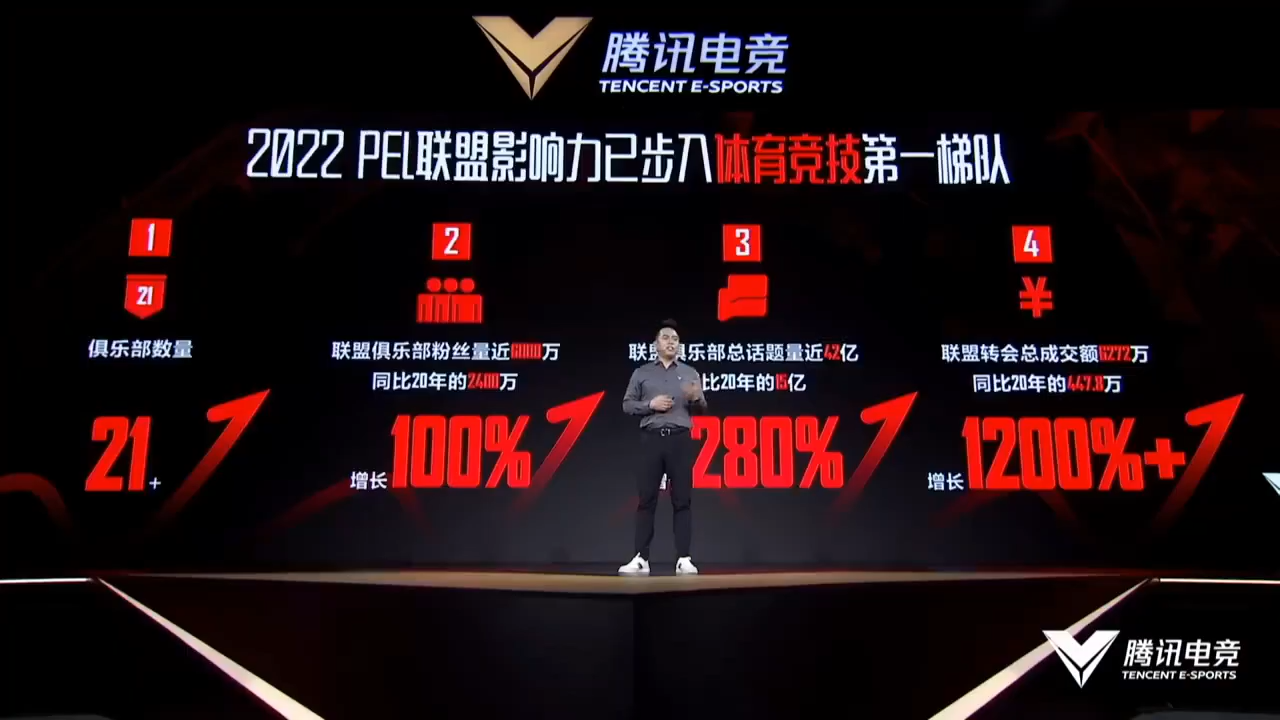 腾讯电竞
TENCENT E-SPORTS
2022 PEL联盟影响力已步入体育竞技第一梯队
1
2
3
4
21
¥
俱乐部数量
联盟俱乐部粉丝量近6000万
联盟俱乐部总话题量近42亿
联盟转会总成交额6272万
同比20年的2400万
比20年的15亿
同比20年的447.8万
21+
增长100%
280%
增长1200%+
腾讯电竞
TENCENT E-SPORTS